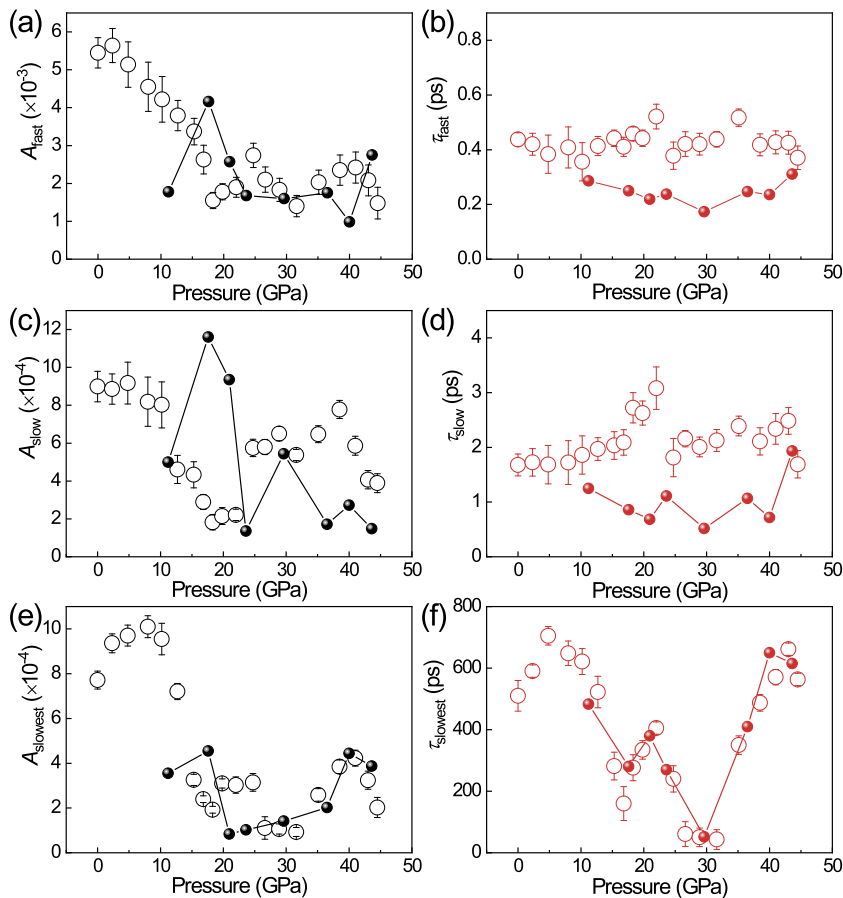 (a)
A_fast (×10⁻³)
6
5
4
3
2
1
0
0 10 20 30 40 50
Pressure (GPa)
(b)
τ_fast (ps)
0.8
0.6
0.4
0.2
0.0
0 10 20 30 40 50
Pressure (GPa)
(c)
A_slow (×10⁻⁴)
12
10
8
6
4
2
0
0 10 20 30 40 50
Pressure (GPa)
(d)
τ_slow (ps)
4
3
2
1
0
0 10 20 30 40 50
Pressure (GPa)
(e)
A_slowest (×10⁻⁴)
10
8
6
4
2
0
0 10 20 30 40 50
Pressure (GPa)
(f)
τ_slowest (ps)
800
600
400
200
0
0 10 20 30 40 50
Pressure (GPa)